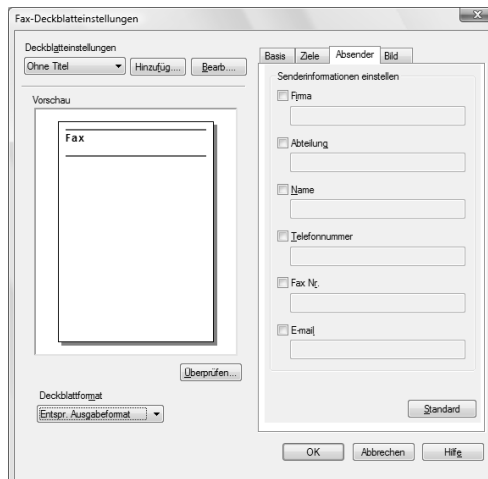 Fax-Deckblatteinstellungen
Deckblatteinstellungen
Ohne Titel
Hinzufüg....
Bearb....
Vorschau
Fax
Überprüfen...
Deckblattformat
Entspr. Ausgabeformat
Basis Ziele Absender Bild
Senderinformationen einstellen
Firma
Abteilung
Name
Telefonnummer
Fax Nr.
E-mail
Standard
OK Abbrechen Hilfe